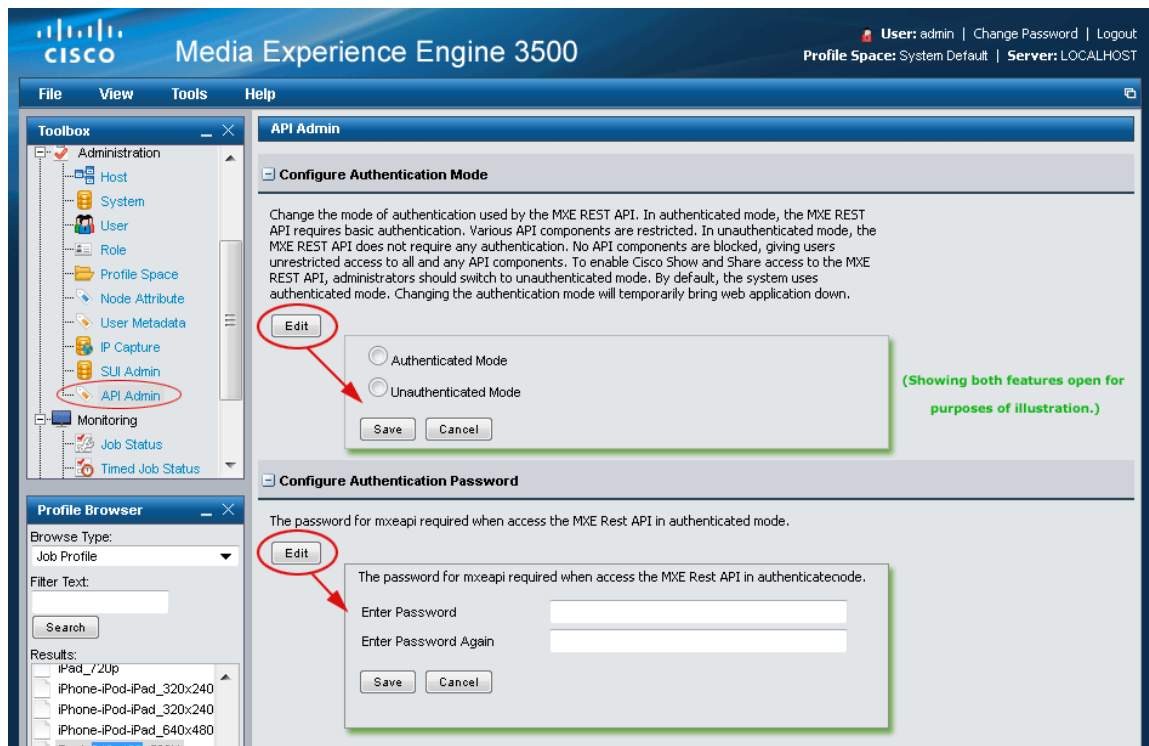 CISCO
Media Experience Engine 3500
User: admin | Change Password | Logout
Profile Space: System Default | Server: LOCALHOST
File View Tools Help
Toolbox
Administration
Host
System
User
Role
Profile Space
Node Attribute
User Metadata
IP Capture
SUI Admin
API Admin
Monitoring
Job Status
Timed Job Status
Profile Browser
Browse Type:
Job Profile
Filter Text:
Search
Results:
iPad_720p
iPhone-iPod-iPad_320x240
iPhone-iPod-iPad_320x240
iPhone-iPod-iPad_640x480
API Admin
Configure Authentication Mode
Change the mode of authentication used by the MXE REST API. In authenticated mode, the MXE REST
API requires basic authentication. Various API components are restricted. In unauthenticated mode, the
MXE REST API does not require any authentication. No API components are blocked, giving users
unrestricted access to all and any API components. To enable Cisco Show and Share access to the MXE
REST API, administrators should switch to unauthenticated mode. By default, the system uses
authenticated mode. Changing the authentication mode will temporarily bring web application down.
Edit
Authenticated Mode
Unauthenticated Mode
Save Cancel
(Showing both features open for
purposes of illustration.)
Configure Authentication Password
The password for mxeapi required when access the MXE Rest API in authenticated mode.
Edit
The password for mxeapi required when access the MXE Rest API in authenticatenode.
Enter Password
Enter Password Again
Save Cancel